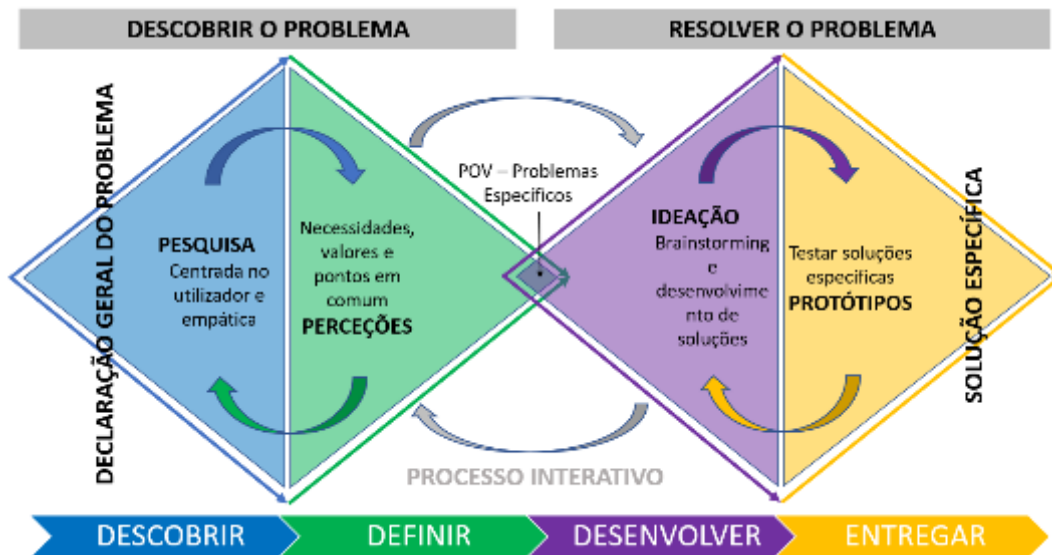 DESCOBRIR O PROBLEMA
RESOLVER O PROBLEMA
DECLARAÇÃO GERAL DO PROBLEMA
PESQUISA
Centrada no
utilizador e
empática
Necessidades,
valores e
pontos em
comum
PERCEÇÕES
POV – Problemas
Específicos
IDEAÇÃO
Brainstorming
e
desenvolvime
nto de
soluções
Testar soluções
específicas
PROTÓTIPOS
SOLUÇÃO ESPECÍFICA
PROCESSO INTERATIVO
DESCOBRIR
DEFINIR
DESENVOLVER
ENTREGAR